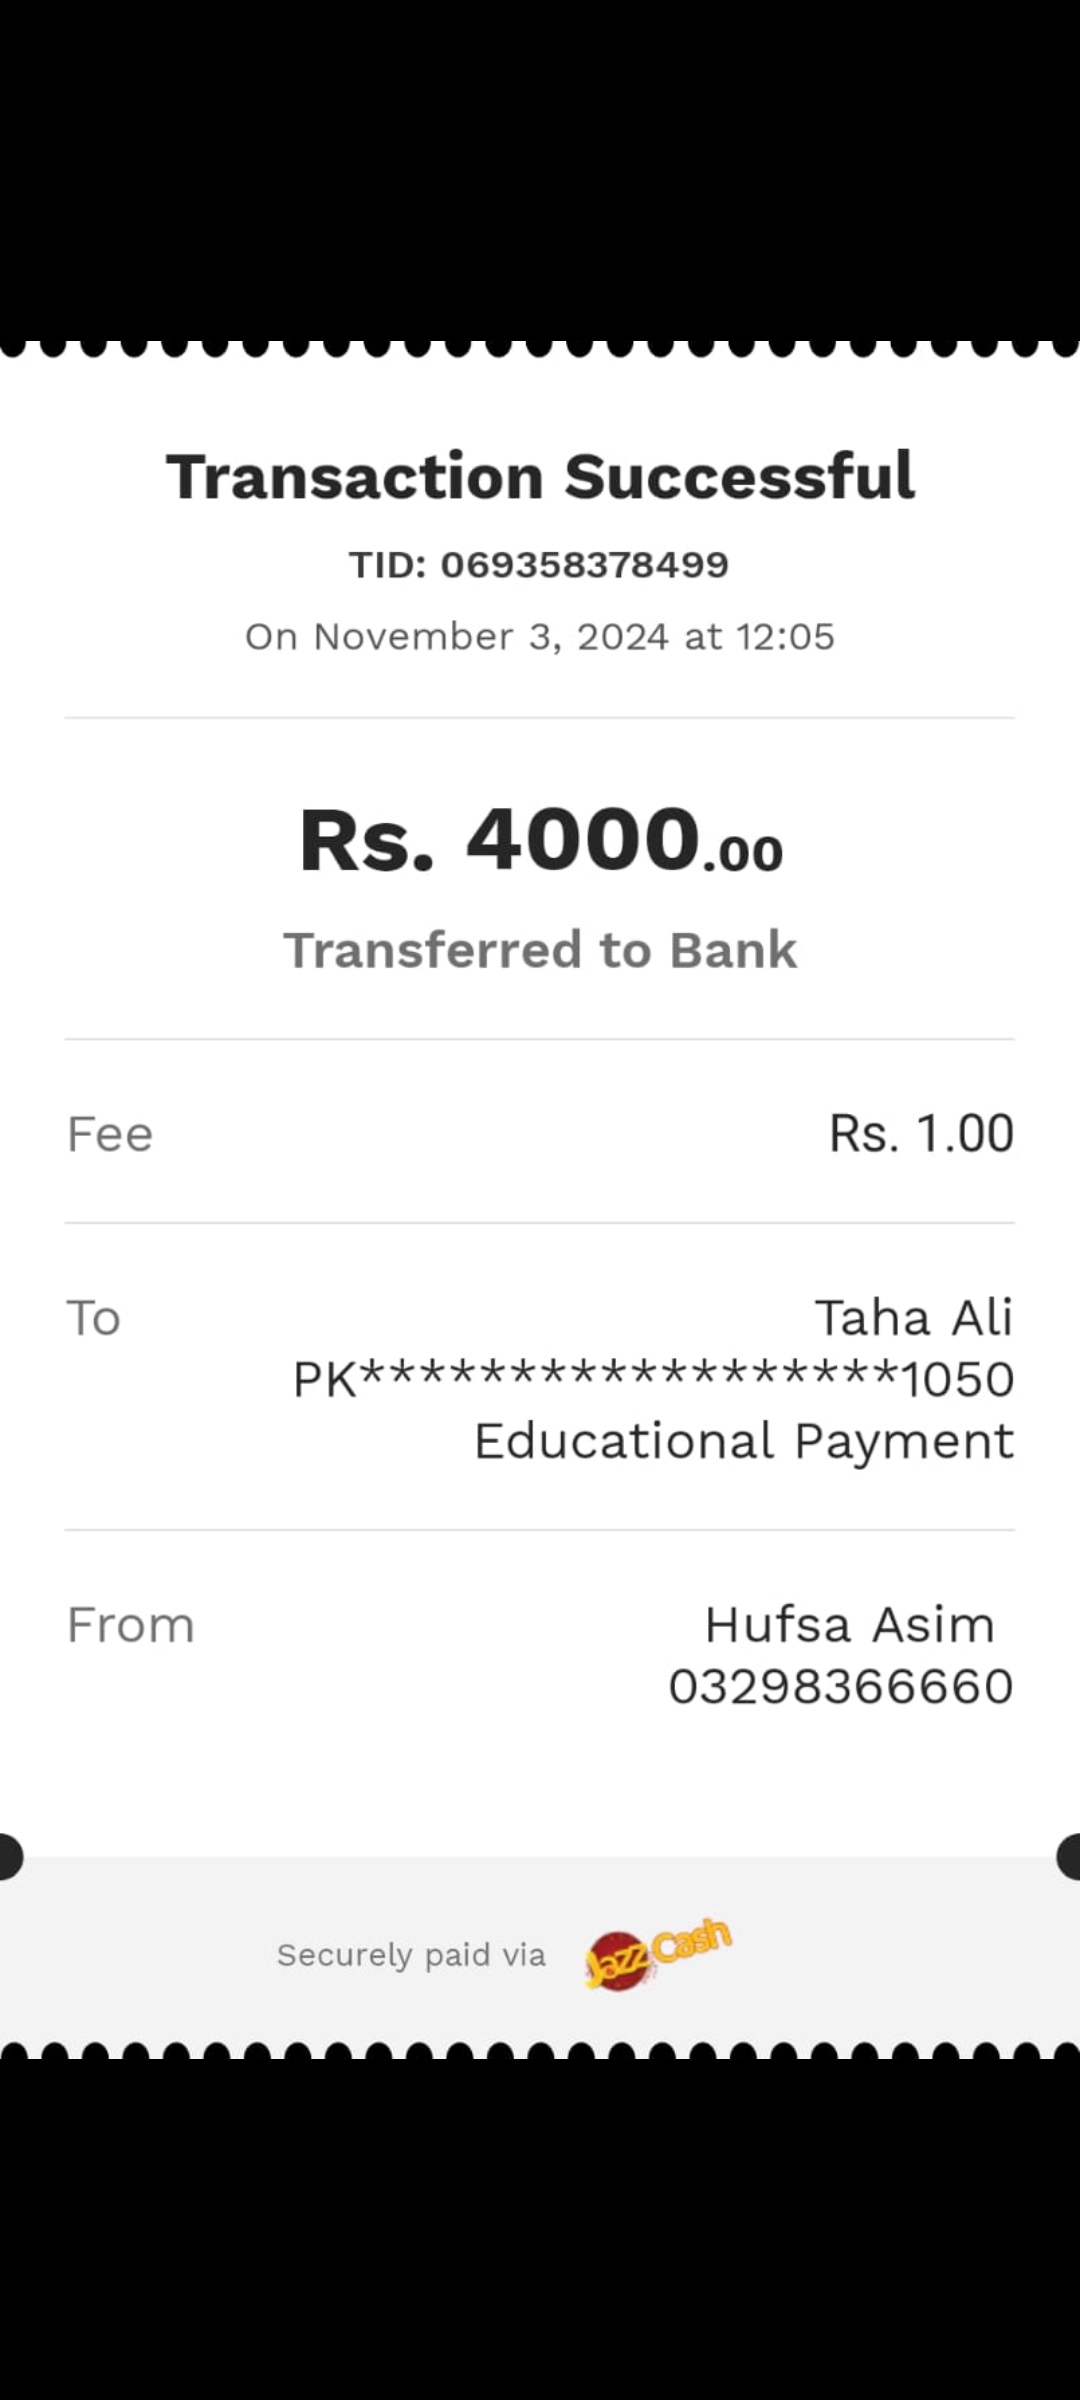 Transaction Successful
TID: 069358378499
On November 3, 2024 at 12:05
Rs. 4000.00
Transferred to Bank
Fee Rs. 1.00
To Taha Ali
PK******************1050
Educational Payment
From Hufsa Asim
03298366660
Securely paid via JazzCash